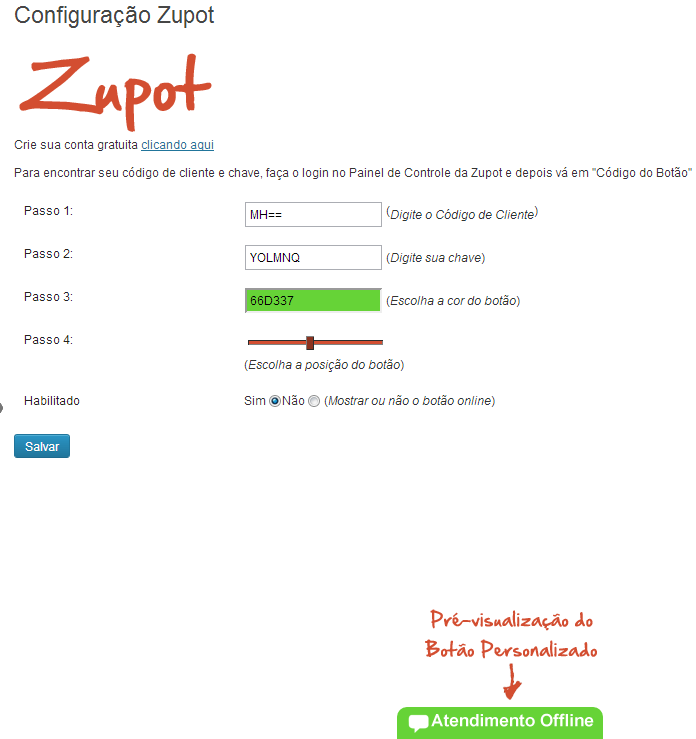 Configuração Zupot
Zupot
Crie sua conta gratuita clicando aqui
Para encontrar seu código de cliente e chave, faça o login no Painel de Controle da Zupot e depois vá em "Código do Botão"
Passo 1: MH== (Digite o Código de Cliente)
Passo 2: YOLMNQ (Digite sua chave)
Passo 3: 66D337 (Escolha a cor do botão)
Passo 4:
(Escolha a posição do botão)
Habilitado Sim Não (Mostrar ou não o botão online)
Salvar
Pré-visualização do
Botão Personalizado
Atendimento Offline